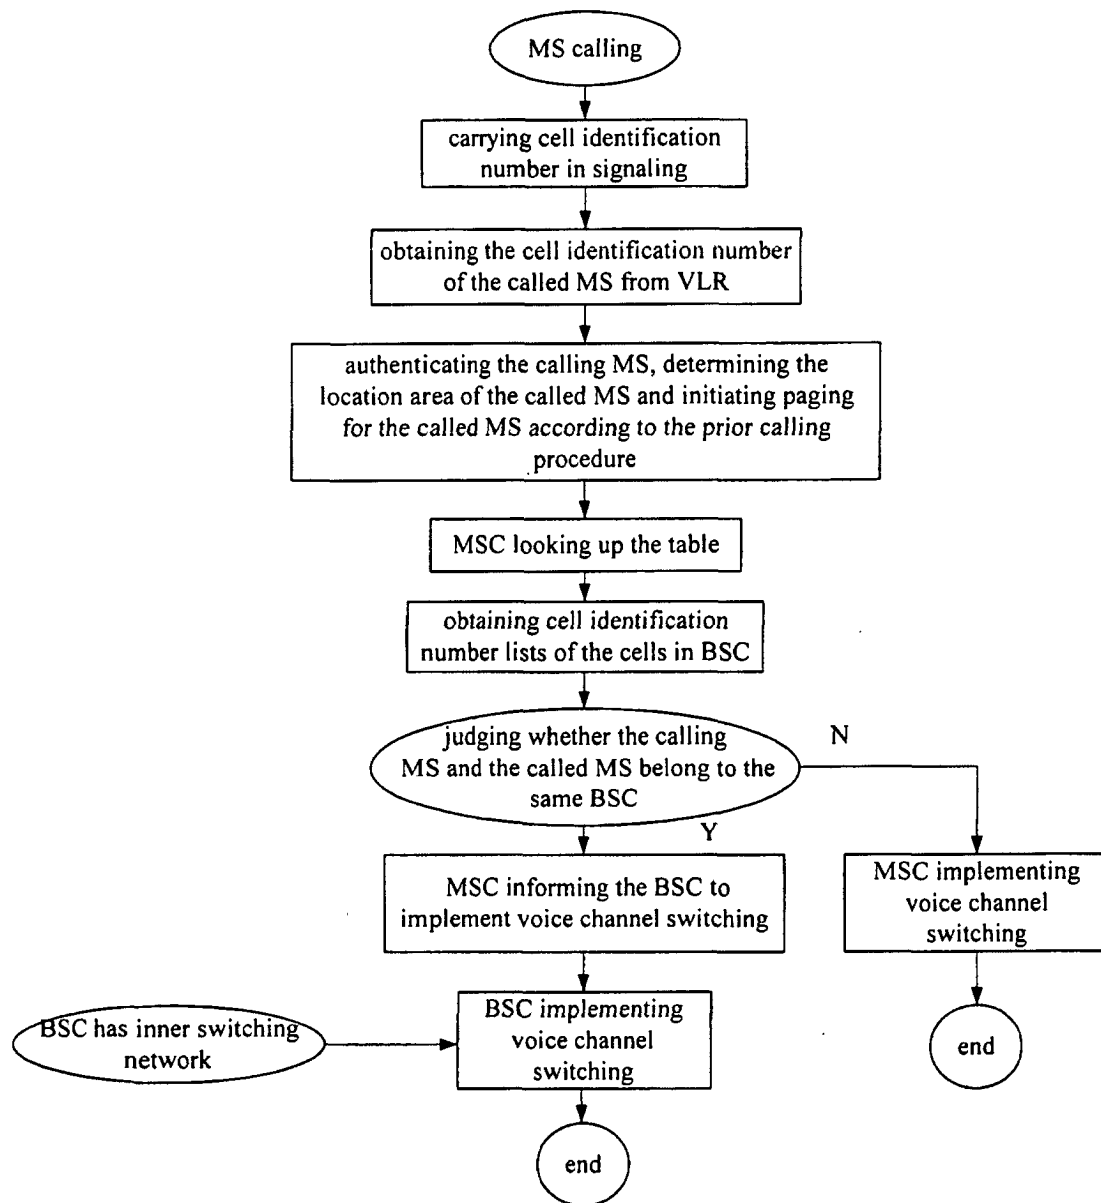 MS calling
carrying cell identification
number in signaling
obtaining the cell identification number
of the called MS from VLR
authenticating the calling MS, determining the
location area of the called MS and initiating paging
for the called MS according to the prior calling
procedure
MSC looking up the table
obtaining cell identification
number lists of the cells in BSC
judging whether the calling
MS and the called MS belong to the
same BSC
N
Y
MSC informing the BSC to
implement voice channel switching
MSC implementing
voice channel
switching
BSC has inner switching
network
BSC implementing
voice channel
switching
end
end